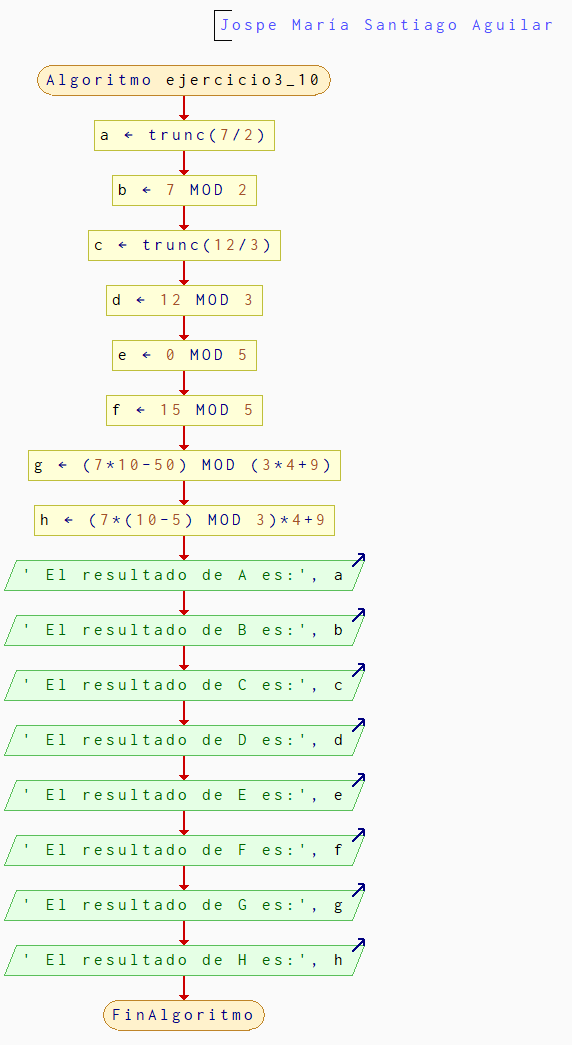 Jospe María Santiago Aguilar
Algoritmo ejercicio3_10
a ← trunc(7/2)
b ← 7 MOD 2
c ← trunc(12/3)
d ← 12 MOD 3
e ← 0 MOD 5
f ← 15 MOD 5
g ← (7*10-50) MOD (3*4+9)
h ← (7*(10-5) MOD 3)*4+9
' El resultado de A es:', a
' El resultado de B es:', b
' El resultado de C es:', c
' El resultado de D es:', d
' El resultado de E es:', e
' El resultado de F es:', f
' El resultado de G es:', g
' El resultado de H es:', h
FinAlgoritmo